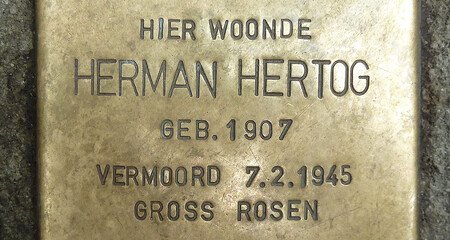 HIER WOONDE
HERMAN HERTOG
GEB. 1907
VERMOORD 7.2.1945
GROSS ROSEN